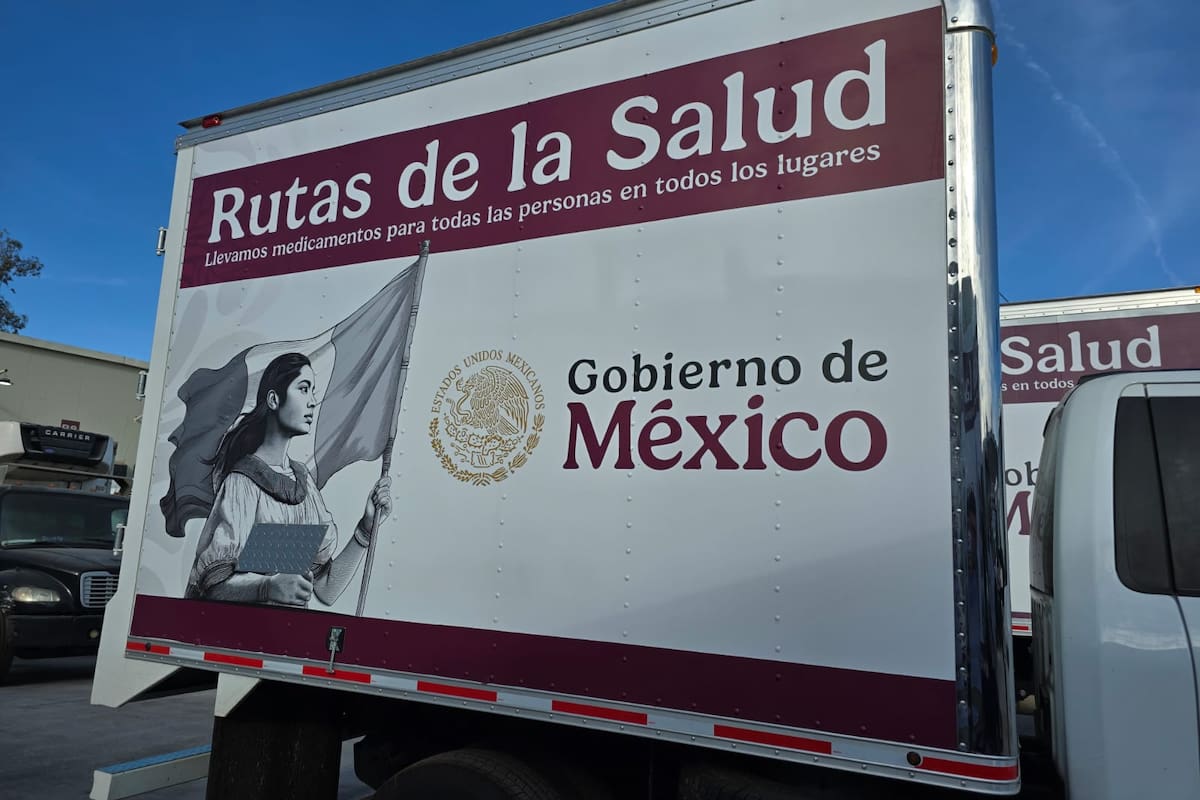 Rutas de la Salud
Llevamos medicamentos para todas las personas en todos los lugares
ESTADOS UNIDOS MEXICANOS
Gobierno de
México
Salud
s en todos
ob
M
CARRIER